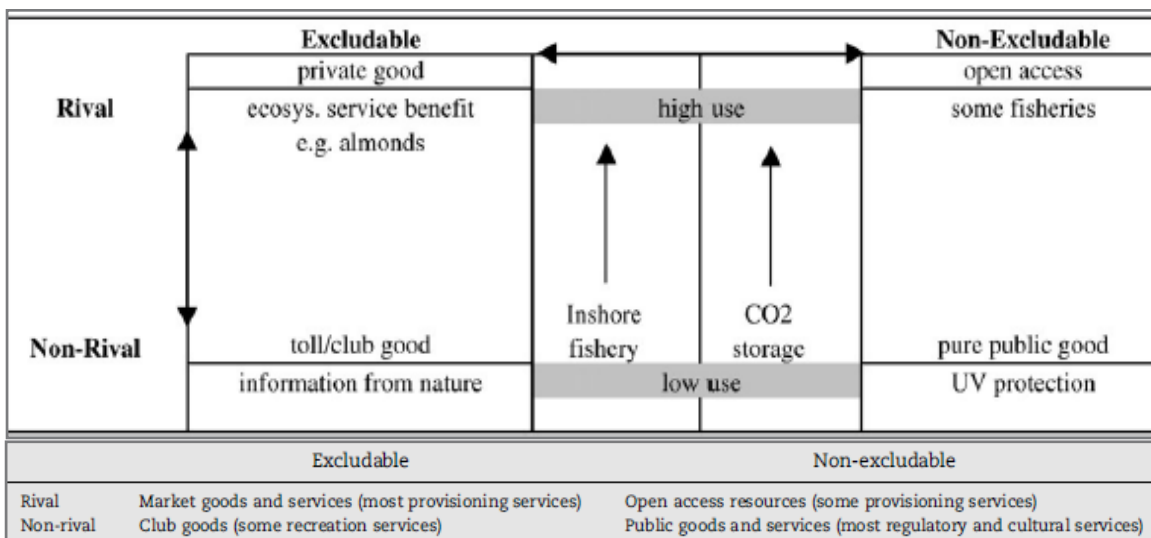 Excludable Non-Excludable
private good open access
Rival ecosys. service benefit high use some fisheries
e.g. almonds
Inshore CO2
Non-Rival toll/club good fishery storage pure public good
information from nature low use UV protection
Excludable Non-excludable
Rival Market goods and services (most provisioning services) Open access resources (some provisioning services)
Non-rival Club goods (some recreation services) Public goods and services (most regulatory and cultural services)